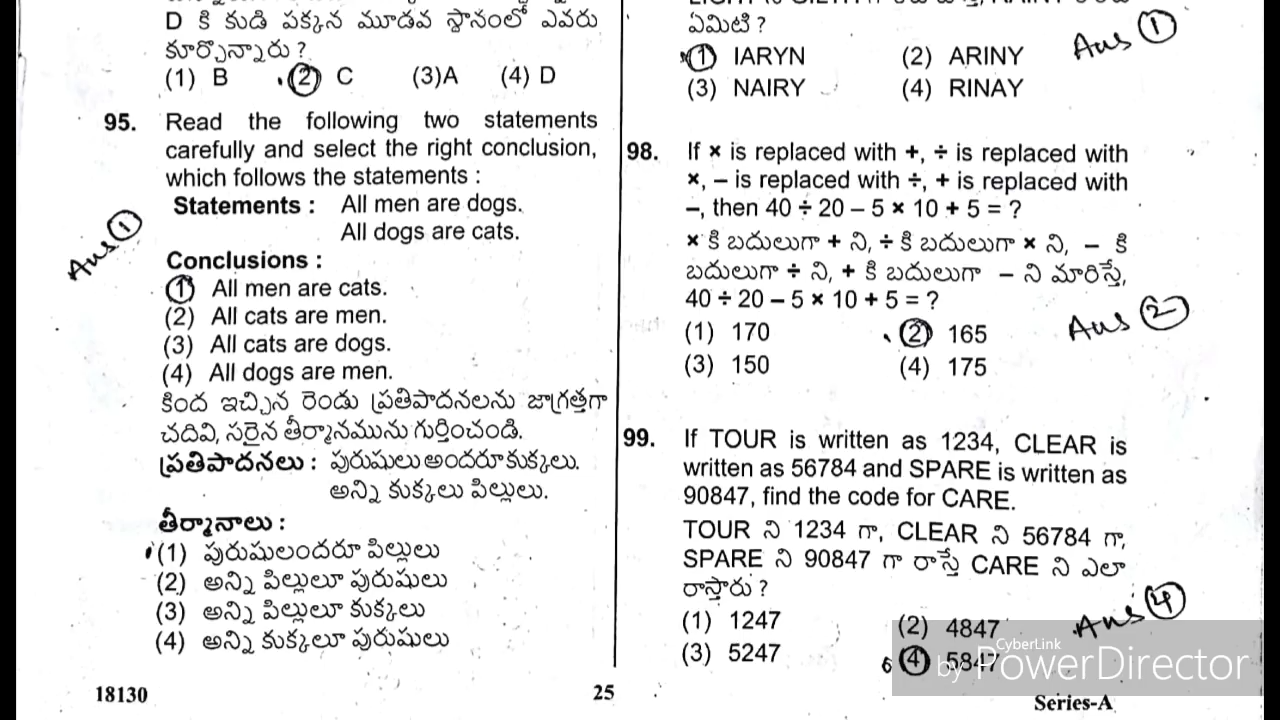 D కి కుడి పక్కన మూడవ స్థానంలో ఎవరు
కూర్చొన్నారు ?
(1) B (2) C (3)A (4) D
95. Read the following two statements
carefully and select the right conclusion,
which follows the statements :
Statements : All men are dogs.
All dogs are cats.
Ans (1)
Conclusions :
(1) All men are cats.
(2) All cats are men.
(3) All cats are dogs.
(4) All dogs are men.
కింద ఇచ్చిన రెండు ప్రతిపాదనలను జాగ్రత్తగా
చదివి, సరైన తీర్మానమును గుర్తించండి.
ప్రతిపాదనలు : పురుషులు అందరూ కుక్కలు.
అన్ని కుక్కలు పిల్లులు.
తీర్మానాలు :
(1) పురుషులందరూ పిల్లులు
(2) అన్ని పిల్లులూ పురుషులు
(3) అన్ని పిల్లులూ కుక్కలు
(4) అన్ని కుక్కలూ పురుషులు
18130
25
ఏమిటి ?
(1) IARYN (2) ARINY
(3) NAIRY (4) RINAY
Ans (1)
98. If × is replaced with +, ÷ is replaced with
×, – is replaced with ÷, + is replaced with
–, then 40 ÷ 20 – 5 × 10 + 5 = ?
× కి బదులుగా + ని, ÷ కి బదులుగా × ని, – కి
బదులుగా ÷ ని, + కి బదులుగా – ని మారిస్తే,
40 ÷ 20 – 5 × 10 + 5 = ?
(1) 170 (2) 165
(3) 150 (4) 175
Ans (2)
99. If TOUR is written as 1234, CLEAR is
written as 56784 and SPARE is written as
90847, find the code for CARE.
TOUR ని 1234 గా, CLEAR ని 56784 గా,
SPARE ని 90847 గా రాస్తే CARE ని ఎలా
రాస్తారు ?
(1) 1247 (2) 4847
(3) 5247 (4) 5847
Ans (4)
CyberLink
by PowerDirector
Series-A